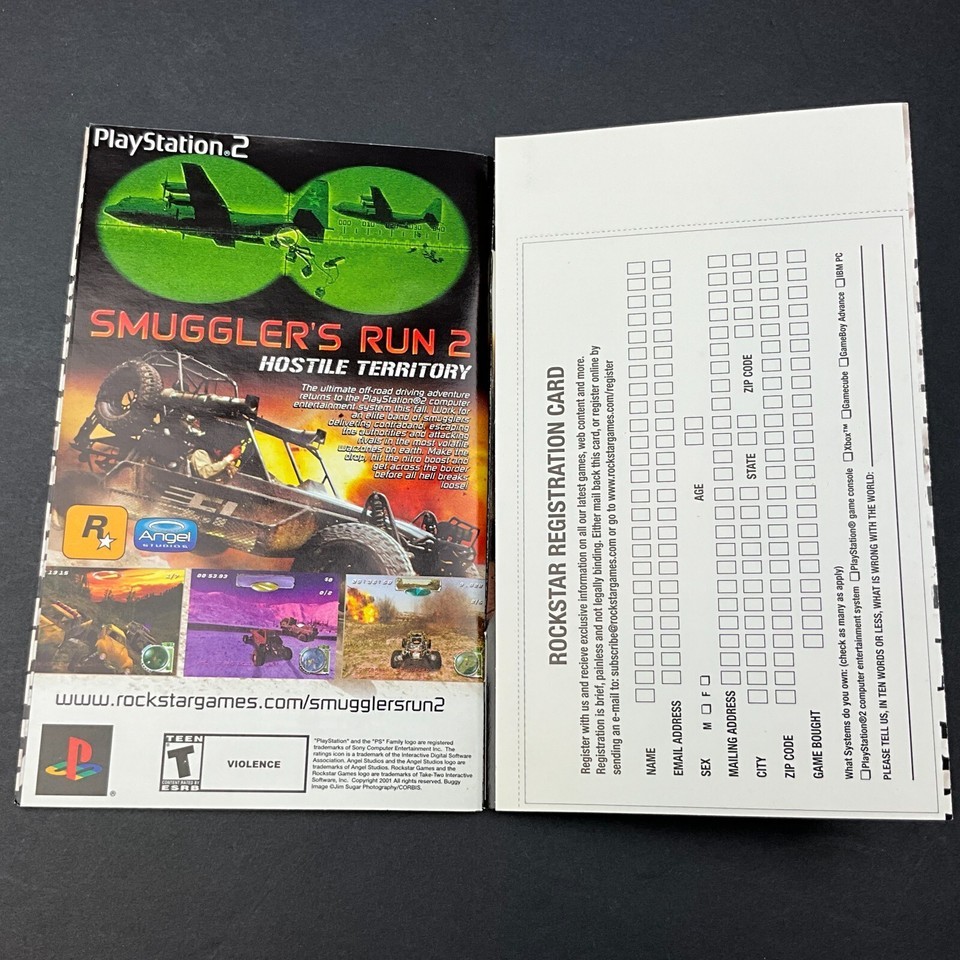 PlayStation®2
SMUGGLER'S RUN 2
HOSTILE TERRITORY
The ultimate off-road driving adventure
returns to the PlayStation®2 computer
entertainment system this fall. Work for
an elite band of smugglers
delivering contraband, escaping
the authorities and attacking
rivals in the most volatile
warzones on earth. Make the
drop, hit the nitro boost and
get across the border
before all hell breaks
loose!
R
Angel
STUDIOS
www.rockstargames.com/smugglersrun2
®
TEEN
T
CONTENT RATED BY
ESRB
VIOLENCE
"PlayStation" and the "PS" Family logo are registered
trademarks of Sony Computer Entertainment Inc. The
ratings icon is a trademark of the Interactive Digital Software
Association. Angel Studios and the Angel Studios logo are
trademarks of Angel Studios. Rockstar Games and the
Rockstar Games logo are trademarks of Take-Two Interactive
Software, Inc. Copyright 2001 All rights reserved. Buggy
Image ©Jim Sugar Photography/CORBIS.
ROCKSTAR REGISTRATION CARD
Register with us and recieve exclusive information on all our latest games, web content and more.
Registration is brief, painless and not legally binding. Either mail back this card, or register online by
sending an e-mail to: subscribe@rockstargames.com or go to www.rockstargames.com/register
NAME
EMAIL ADDRESS
SEX M F AGE
MAILING ADDRESS
CITY STATE ZIP CODE
ZIP CODE
GAME BOUGHT
What Systems do you own: (check as many as apply)
PlayStation®2 computer entertainment system PlayStation® game console Xbox™ Gamecube GameBoy Advance IBM PC
PLEASE TELL US, IN TEN WORDS OR LESS, WHAT IS WRONG WITH THE WORLD: